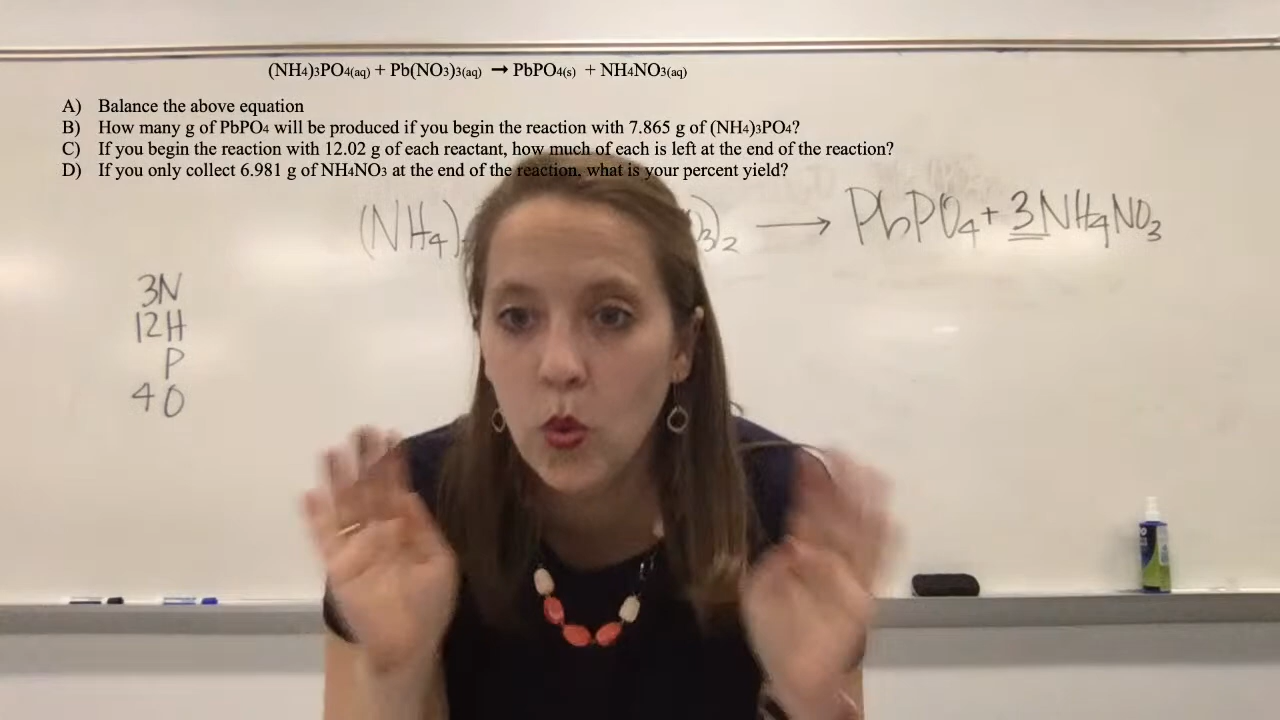 (NH4)3PO4(aq) + Pb(NO3)3(aq) → PbPO4(s) + NH4NO3(aq)
A) Balance the above equation
B) How many g of PbPO4 will be produced if you begin the reaction with 7.865 g of (NH4)3PO4?
C) If you begin the reaction with 12.02 g of each reactant, how much of each is left at the end of the reaction?
D) If you only collect 6.981 g of NH4NO3 at the end of the reaction, what is your percent yield?
(NH4) 3)2 → PbPO4 + 3NH4NO3
3N
12H
P
4O